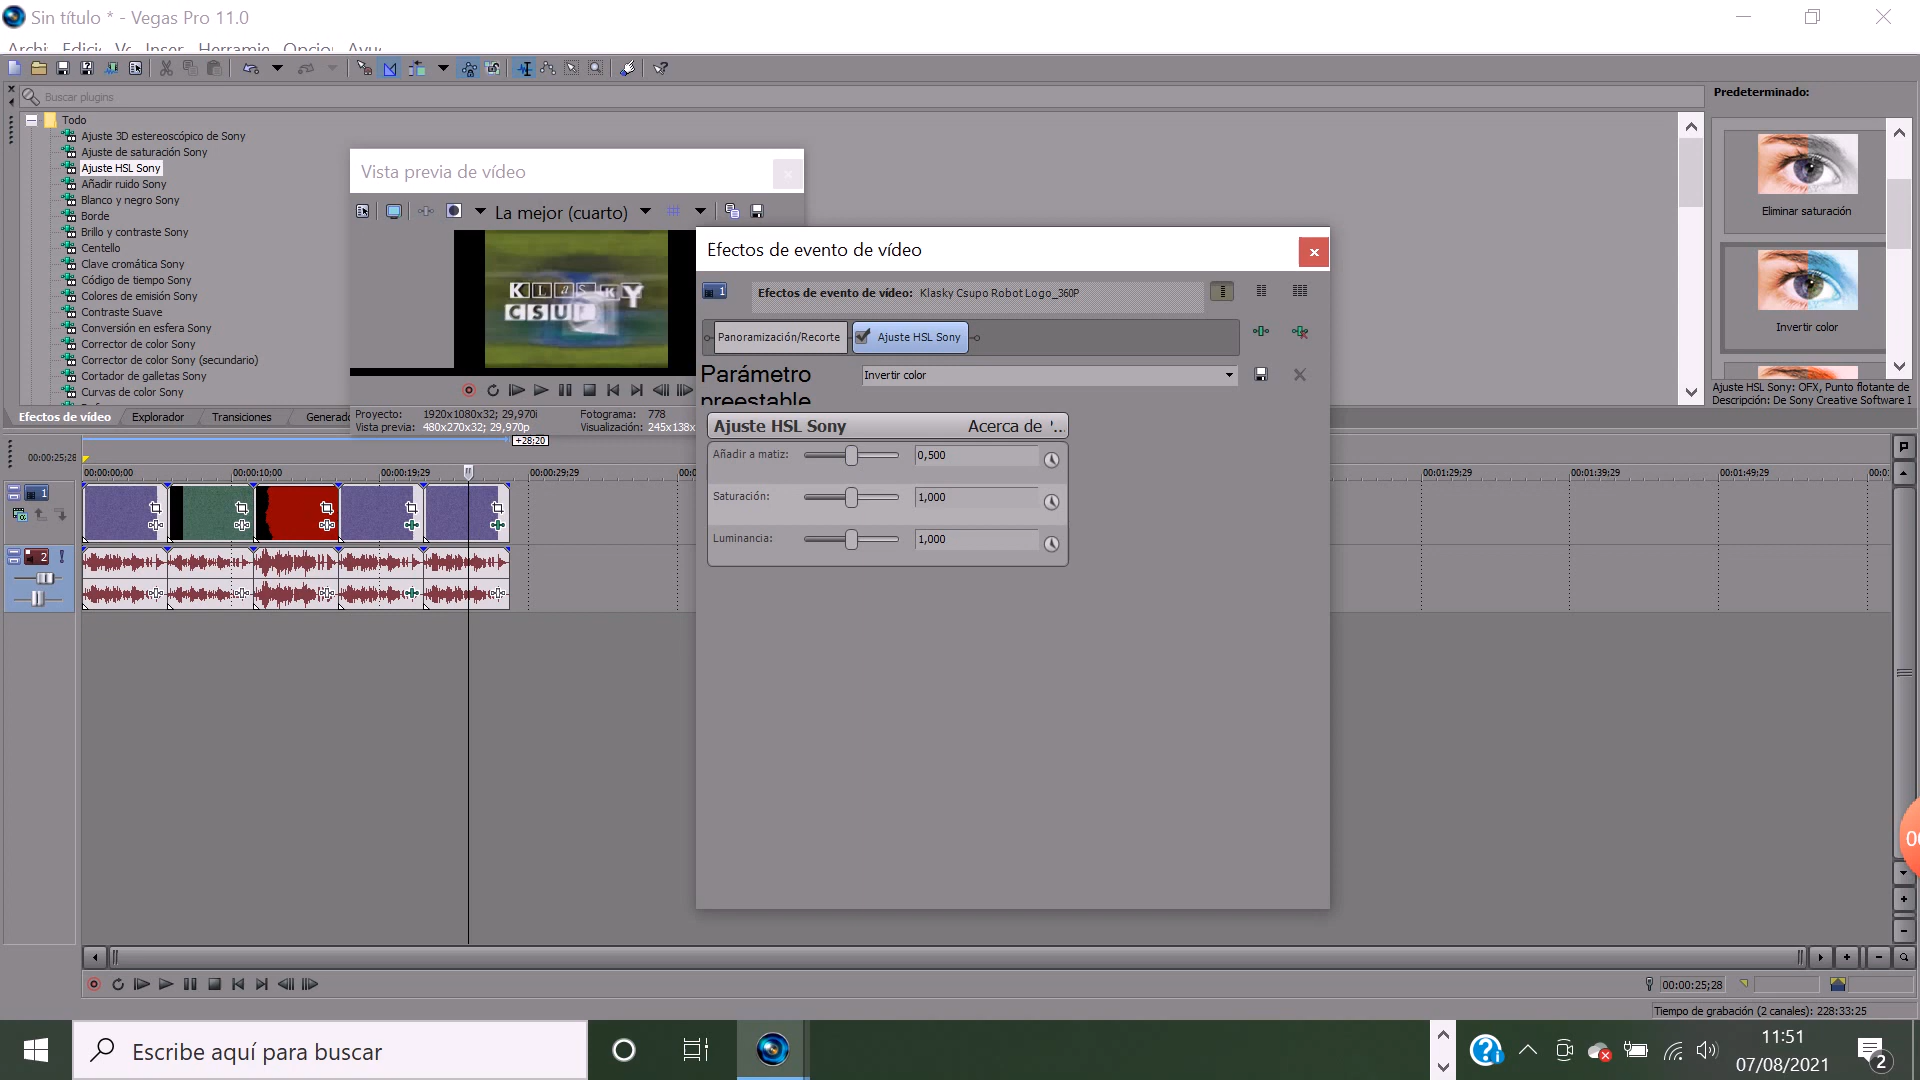 Sin título * - Vegas Pro 11.0
Buscar plugins
Predeterminado:
Todo
Ajuste 3D estereoscópico de Sony
Ajuste de saturación Sony
Ajuste HSL Sony
Añadir ruido Sony
Blanco y negro Sony
Borde
Brillo y contraste Sony
Centello
Clave cromática Sony
Código de tiempo Sony
Colores de emisión Sony
Contraste Suave
Conversión en esfera Sony
Corrector de color Sony
Corrector de color Sony (secundario)
Cortador de galletas Sony
Curvas de color Sony
Efectos de vídeo
Explorador
Transiciones
Generado
Vista previa de vídeo
La mejor (cuarto)
KLASKY
CSUP
Proyecto: 1920x1080x32; 29,970i
Fotograma: 778
Vista previa: 480x270x32; 29,970p
Visualización: 245x138x
Eliminar saturación
Invertir color
Ajuste HSL Sony: OFX, Punto flotante de
Descripción: De Sony Creative Software I
Efectos de evento de vídeo
1
Efectos de evento de vídeo: Klasky Csupo Robot Logo_360P
Panoramización/Recorte
Ajuste HSL Sony
Parámetro
preestable
Invertir color
Ajuste HSL Sony
Acerca de '...
Añadir a matiz: 0,500
Saturación: 1,000
Luminancia: 1,000
+28;20
00:00:25;28
00:00:00;00
00:00:10;00
00:00:19;29
00:00:29;29
00:01:29;29
00:01:39;29
00:01:49;29
1
2
00:00:25;28
Tiempo de grabación (2 canales): 228:33:25
Escribe aquí para buscar
11:51
07/08/2021
2